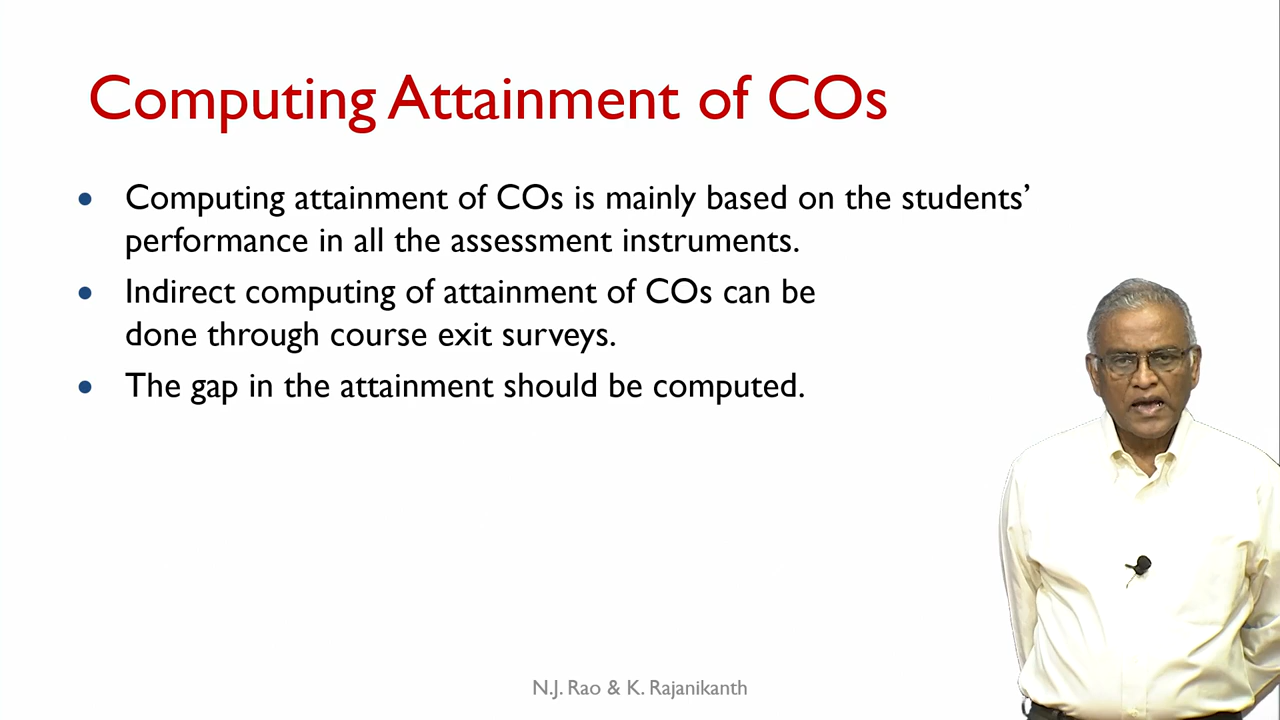 Computing Attainment of COs
• Computing attainment of COs is mainly based on the students’
performance in all the assessment instruments.
• Indirect computing of attainment of COs can be
done through course exit surveys.
• The gap in the attainment should be computed.
N.J. Rao & K. Rajanikanth